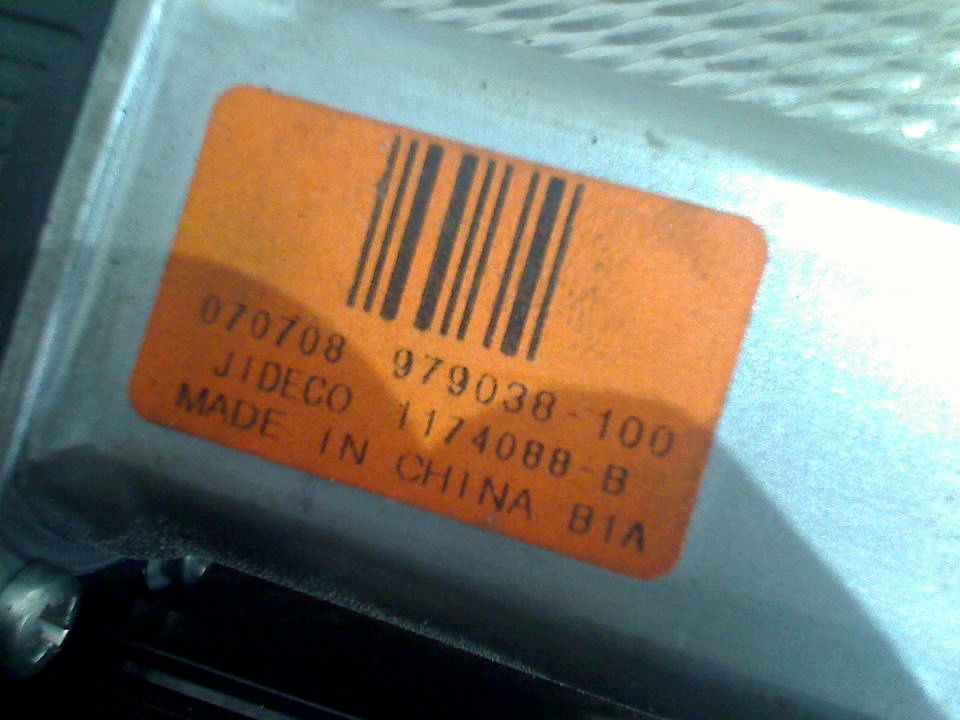 070708 979038-100
JIDECO 1174088-B
MADE IN CHINA B1A